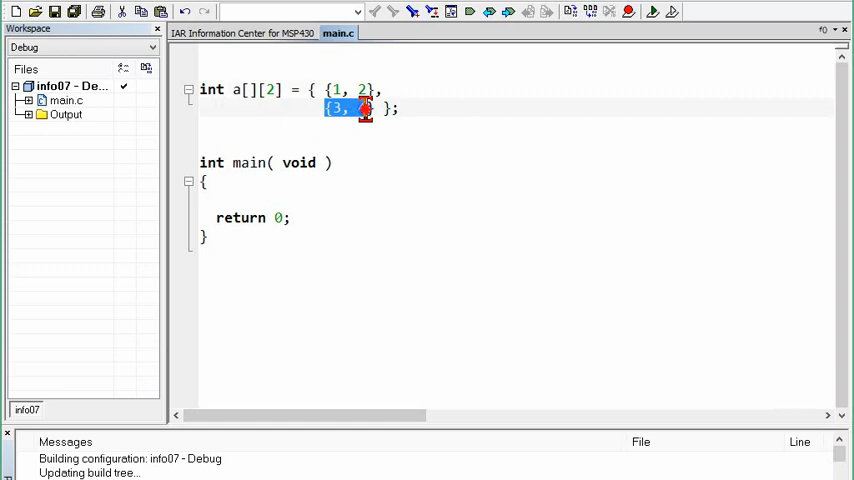 Workspace
IAR Information Center for MSP430 main.c
f0
Debug
Files
info07 - De...
main.c
Output
int a[][2] = { {1, 2},
{3, } };
int main( void )
{
return 0;
}
info07
Messages File Line
Building configuration: info07 - Debug
Updating build tree...